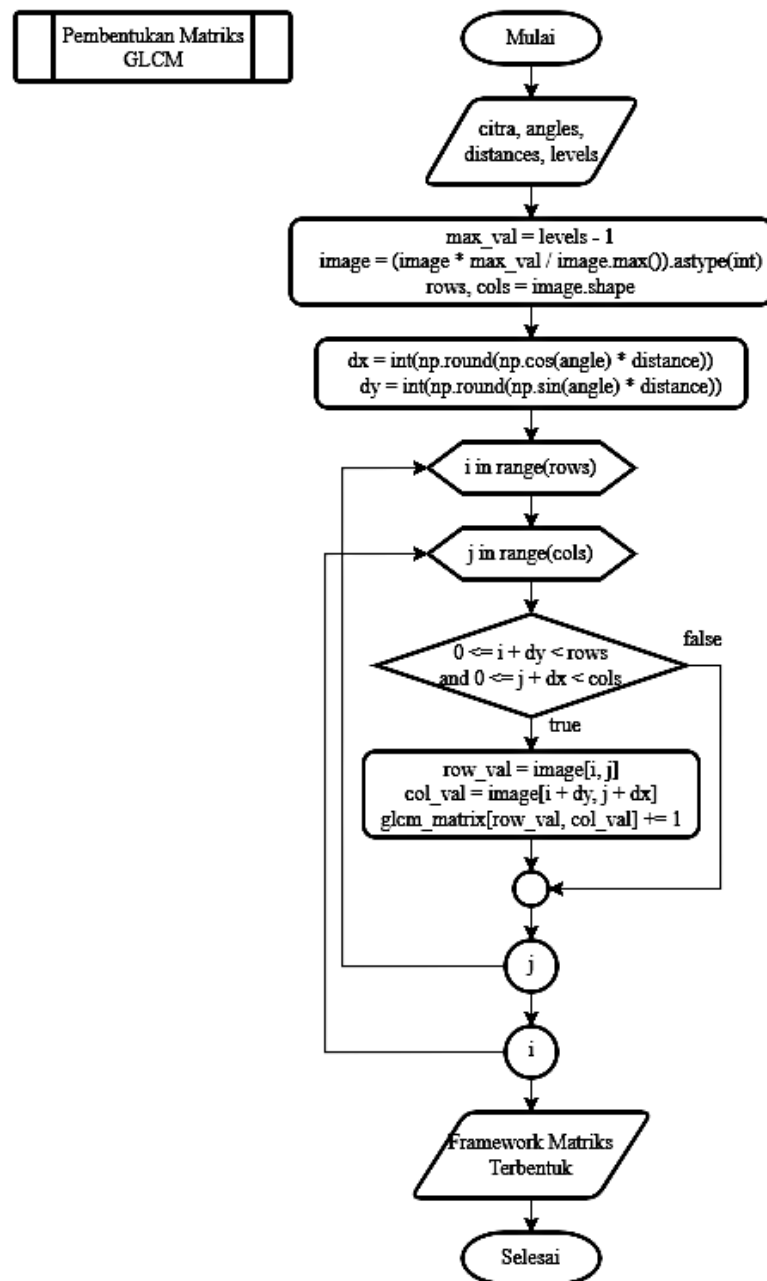 Pembentukan Matriks
GLCM
Mulai
citra, angles,
distances, levels
max_val = levels - 1
image = (image * max_val / image.max()).astype(int)
rows, cols = image.shape
dx = int(np.round(np.cos(angle) * distance))
dy = int(np.round(np.sin(angle) * distance))
i in range(rows)
j in range(cols)
0 <= i + dy < rows
and 0 <= j + dx < cols
false
true
row_val = image[i, j]
col_val = image[i + dy, j + dx]
glcm_matrix[row_val, col_val] += 1
j
i
Framework Matriks
Terbentuk
Selesai